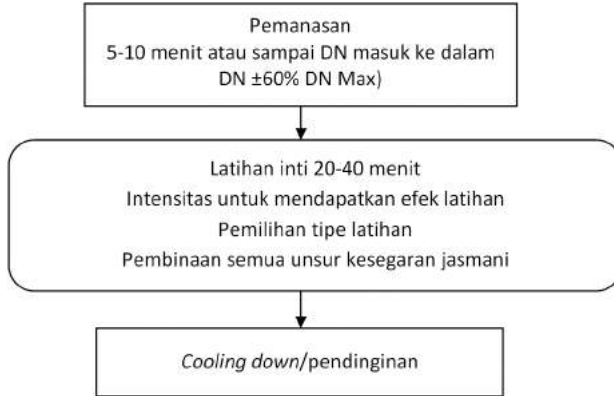 Pemanasan
5-10 menit atau sampai DN masuk ke dalam
DN ±60% DN Max)
Latihan inti 20-40 menit
Intensitas untuk mendapatkan efek latihan
Pemilihan tipe latihan
Pembinaan semua unsur kesegaran jasmani
Cooling down/pendinginan